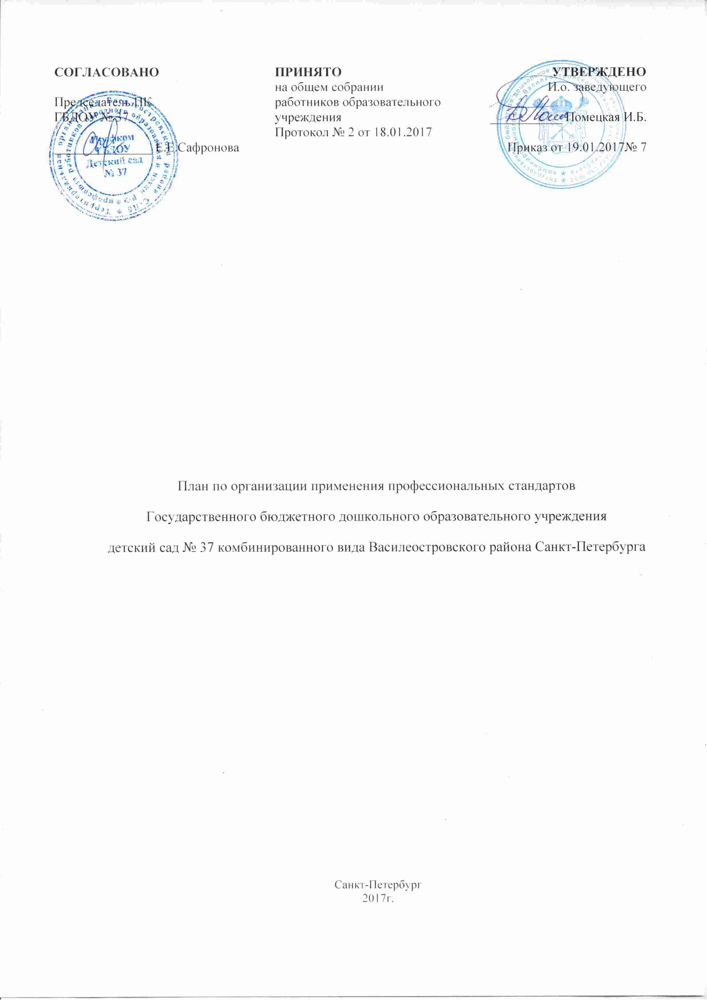 СОГЛАСОВАНО
Председатель ПК
ГБДОУ № 37
Е.Е.Сафронова
Профком
ГБДОУ
Детский сад
№ 37
ПРИНЯТО
на общем собрании
работников образовательного
учреждения
Протокол № 2 от 18.01.2017
УТВЕРЖДЕНО
И.о. заведующего
Помецкая И.Б.
Приказ от 19.01.2017№ 7
План по организации применения профессиональных стандартов
Государственного бюджетного дошкольного образовательного учреждения
детский сад № 37 комбинированного вида Василеостровского района Санкт-Петербурга
Санкт-Петербург
2017г.